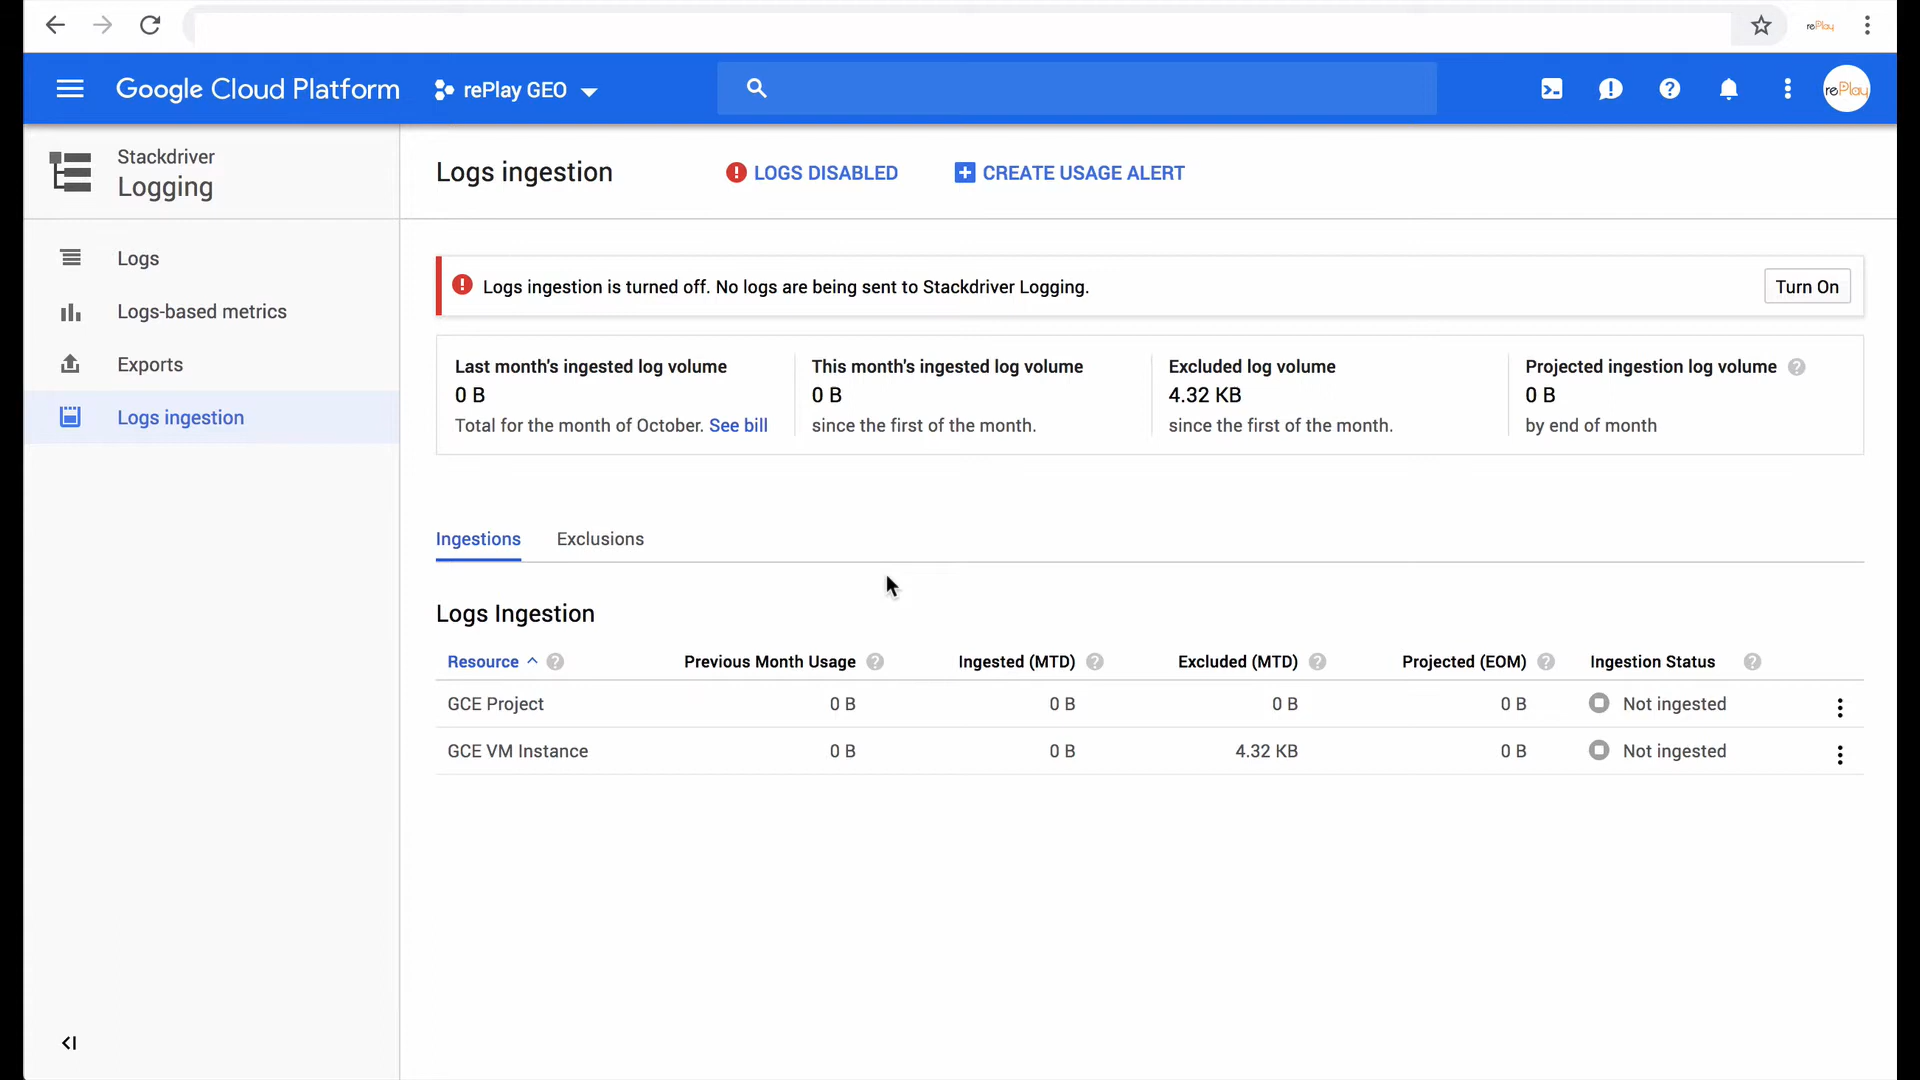 rePlay
Google Cloud Platform
rePlay GEO
rePlay
Stackdriver
Logging
Logs ingestion
LOGS DISABLED
CREATE USAGE ALERT
Logs
Logs-based metrics
Exports
Logs ingestion
Logs ingestion is turned off. No logs are being sent to Stackdriver Logging.
Turn On
Last month's ingested log volume
0 B
Total for the month of October. See bill
This month's ingested log volume
0 B
since the first of the month.
Excluded log volume
4.32 KB
since the first of the month.
Projected ingestion log volume
0 B
by end of month
Ingestions Exclusions
Logs Ingestion
Resource Previous Month Usage Ingested (MTD) Excluded (MTD) Projected (EOM) Ingestion Status
GCE Project 0 B 0 B 0 B 0 B Not ingested
GCE VM Instance 0 B 0 B 4.32 KB 0 B Not ingested